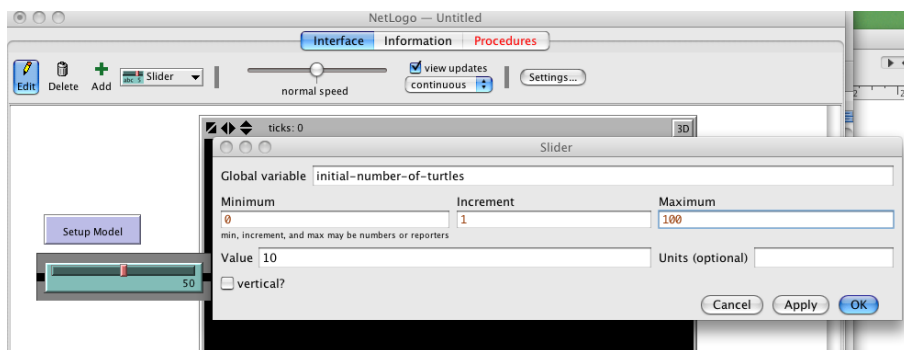 NetLogo — Untitled
Interface Information Procedures
Edit Delete Add abc 5 Slider normal speed view updates continuous Settings...
ticks: 0 3D
Slider
Global variable initial-number-of-turtles
Minimum Increment Maximum
0 1 100
min, increment, and max may be numbers or reporters
Setup Model
Value 10 Units (optional)
50
vertical?
Cancel Apply OK